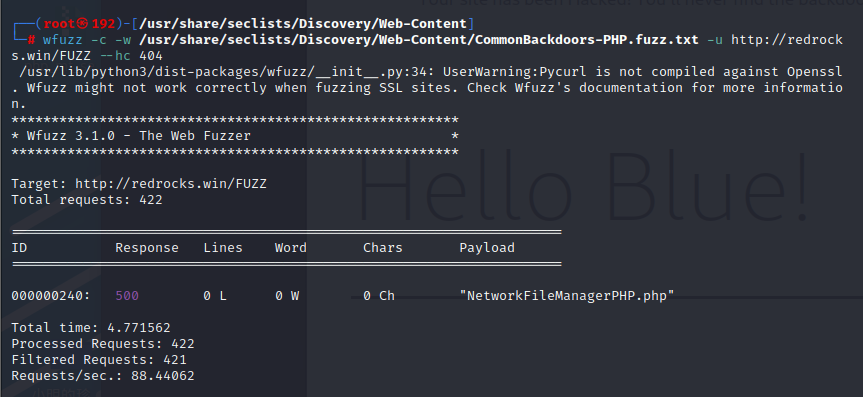 Your site has been Hacked! You'll never find the backdoo
┌──(root㉿192)-[/usr/share/seclists/Discovery/Web-Content]
└─# wfuzz -c -w /usr/share/seclists/Discovery/Web-Content/CommonBackdoors-PHP.fuzz.txt -u http://redrock
s.win/FUZZ --hc 404
/usr/lib/python3/dist-packages/wfuzz/__init__.py:34: UserWarning:Pycurl is not compiled against Openssl
. Wfuzz might not work correctly when fuzzing SSL sites. Check Wfuzz's documentation for more informatio
n.
********************************************************
* Wfuzz 3.1.0 - The Web Fuzzer                         *
********************************************************
Target: http://redrocks.win/FUZZ
Total requests: 422
Hello Blue!
=====================================================================
ID           Response   Lines    Word       Chars       Payload
=====================================================================
000000240:   500        0 L      0 W        0 Ch        "NetworkFileManagerPHP.php"
Total time: 4.771562
Processed Requests: 422
Filtered Requests: 421
Requests/sec.: 88.44062